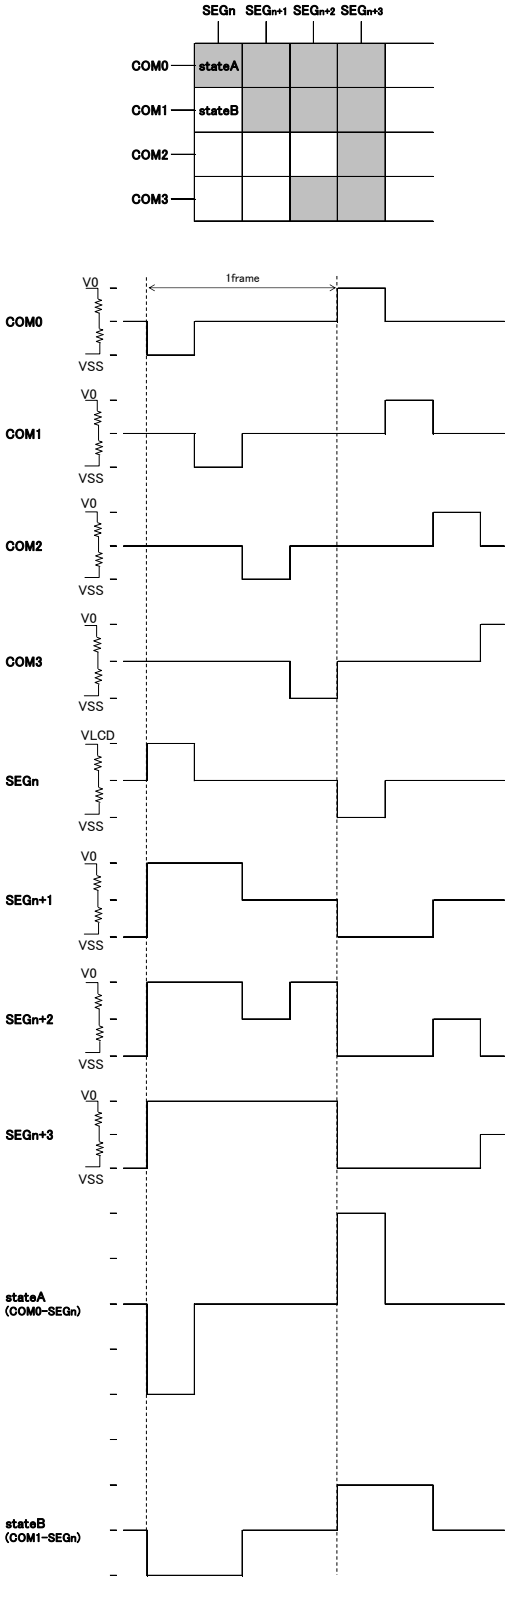 SEGn SEGn+1 SEGn+2 SEGn+3
COM0 stateA
COM1 stateB
COM2
COM3
1frame
V0
COM0
VSS
V0
COM1
VSS
V0
COM2
VSS
V0
COM3
VSS
VLCD
SEGn
VSS
V0
SEGn+1
VSS
V0
SEGn+2
VSS
V0
SEGn+3
VSS
stateA
(COM0-SEGn)
stateB
(COM1-SEGn)